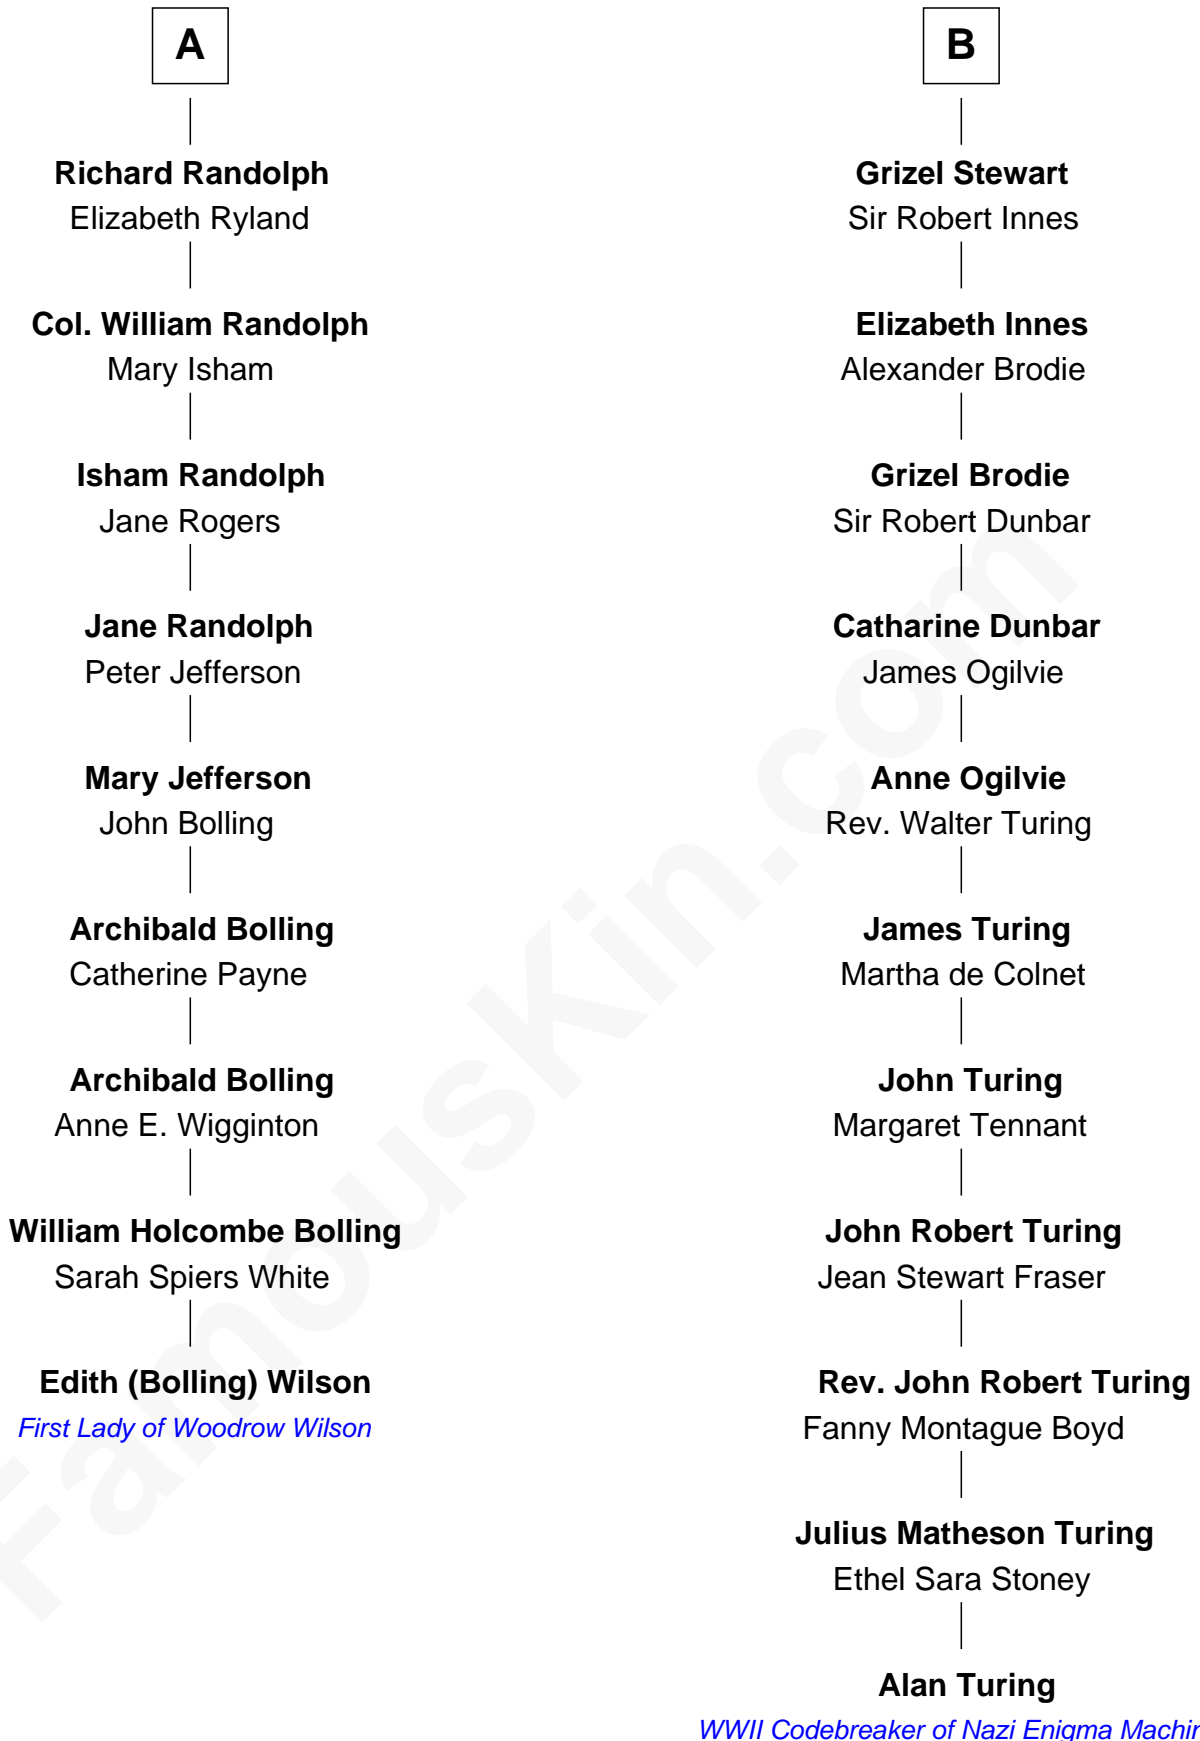 A
Richard Randolph
Elizabeth Ryland
Col. William Randolph
Mary Isham
Isham Randolph
Jane Rogers
Jane Randolph
Peter Jefferson
Mary Jefferson
John Bolling
Archibald Bolling
Catherine Payne
Archibald Bolling
Anne E. Wigginton
William Holcombe Bolling
Sarah Spiers White
Edith (Bolling) Wilson
First Lady of Woodrow Wilson
B
Grizel Stewart
Sir Robert Innes
Elizabeth Innes
Alexander Brodie
Grizel Brodie
Sir Robert Dunbar
Catharine Dunbar
James Ogilvie
Anne Ogilvie
Rev. Walter Turing
James Turing
Martha de Colnet
John Turing
Margaret Tennant
John Robert Turing
Jean Stewart Fraser
Rev. John Robert Turing
Fanny Montague Boyd
Julius Matheson Turing
Ethel Sara Stoney
Alan Turing
WWII Codebreaker of Nazi Enigma Machin
FamousKin.com